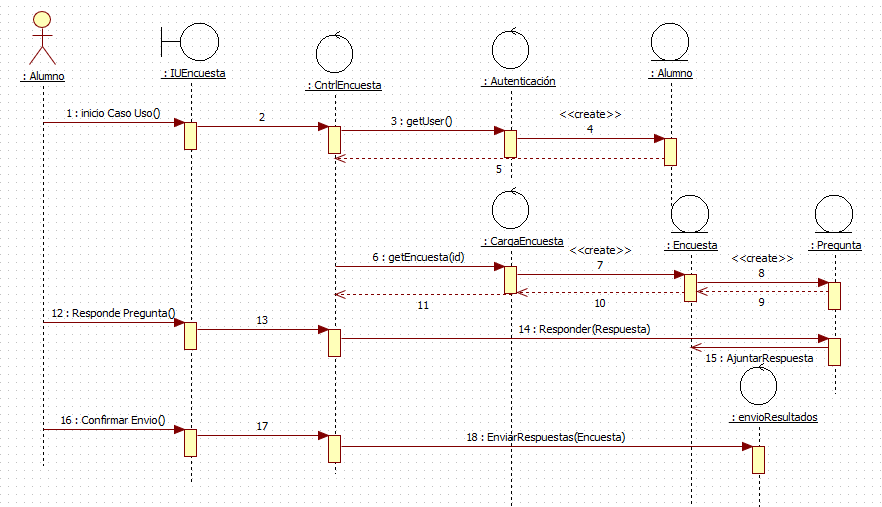 : Alumno
: IUEncuesta
: CntrlEncuesta
: Autenticación
: Alumno
1 : inicio Caso Uso()
2
3 : getUser()
<<create>>
4
5
: CargaEncuesta
: Encuesta
: Pregunta
6 : getEncuesta(id)
<<create>>
7
<<create>>
8
9
10
11
12 : Responde Pregunta()
13
14 : Responder(Respuesta)
15 : AjuntarRespuesta
: envioResultados
16 : Confirmar Envio()
17
18 : EnviarRespuestas(Encuesta)